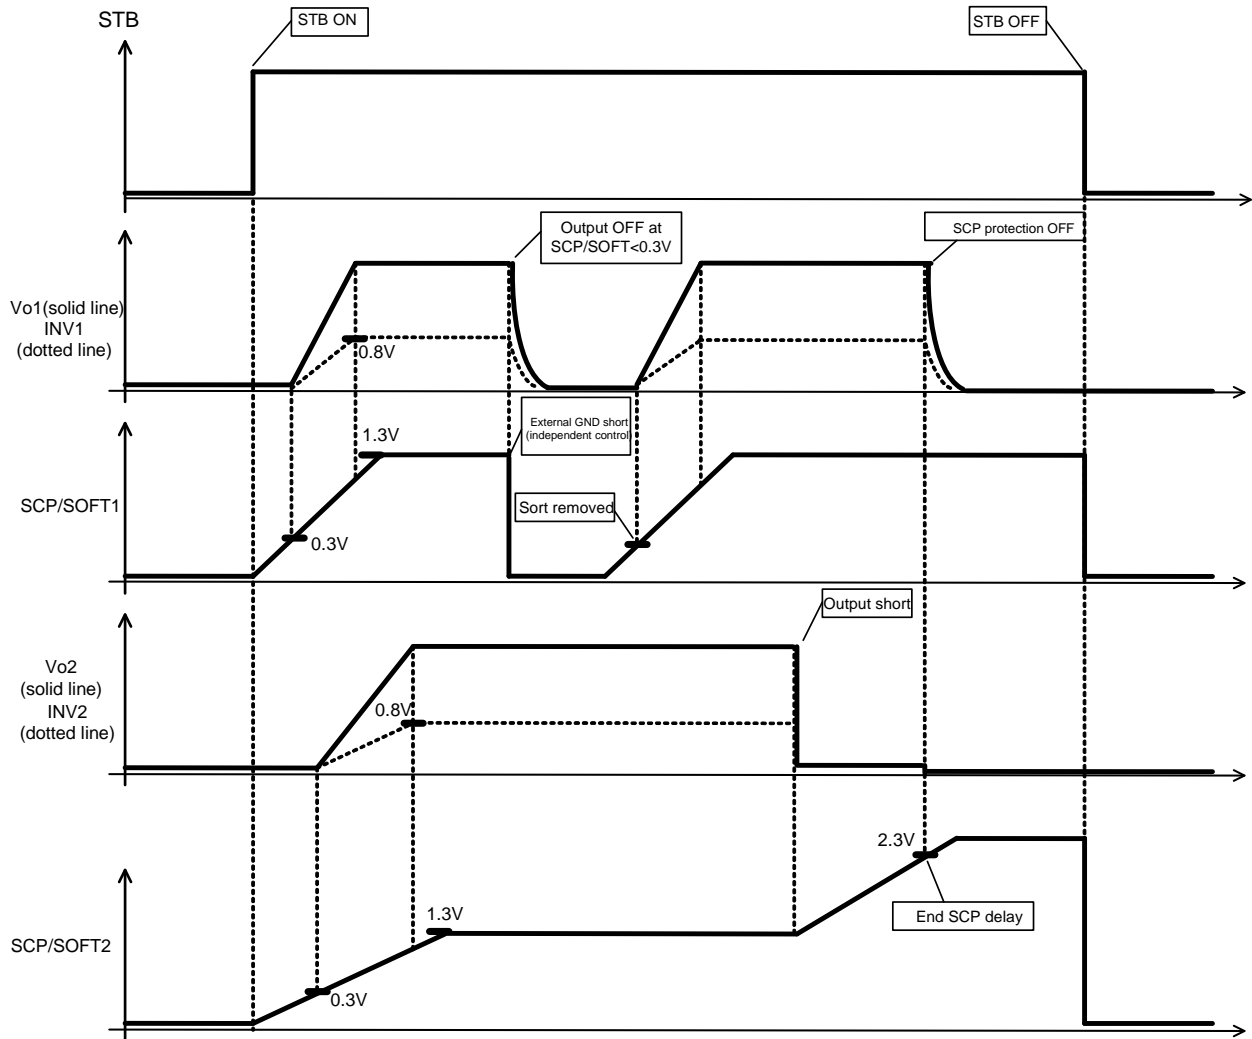 STB
STB ON
STB OFF
Output OFF at
SCP/SOFT<0.3V
SCP protection OFF
Vo1(solid line)
INV1
(dotted line)
0.8V
1.3V
External GND short
(independent control)
SCP/SOFT1
Sort removed
0.3V
Output short
Vo2
(solid line)
INV2
(dotted line)
0.8V
2.3V
1.3V
End SCP delay
SCP/SOFT2
0.3V